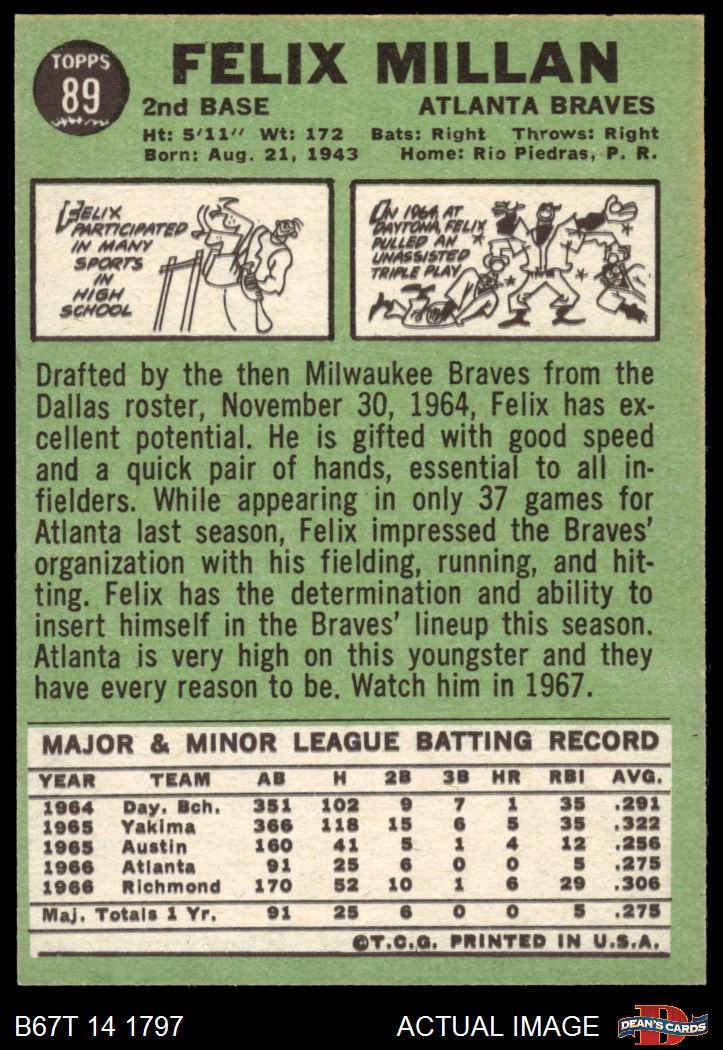 TOPPS
89
FELIX MILLAN
2nd BASE ATLANTA BRAVES
Ht: 5'11" Wt: 172 Bats: Right Throws: Right
Born: Aug. 21, 1943 Home: Rio Piedras, P. R.
FELIX
PARTICIPATED
IN MANY
SPORTS
IN
HIGH
SCHOOL
IN 1964, AT
DAYTONA, FELIX
PULLED AN
UNASSISTED
TRIPLE PLAY
Drafted by the then Milwaukee Braves from the
Dallas roster, November 30, 1964, Felix has ex-
cellent potential. He is gifted with good speed
and a quick pair of hands, essential to all in-
fielders. While appearing in only 37 games for
Atlanta last season, Felix impressed the Braves'
organization with his fielding, running, and hit-
ting. Felix has the determination and ability to
insert himself in the Braves' lineup this season.
Atlanta is very high on this youngster and they
have every reason to be. Watch him in 1967.
MAJOR & MINOR LEAGUE BATTING RECORD
YEAR TEAM AB H 2B 3B HR RBI AVG.
1964 Day. Bch. 351 102 9 7 1 35 .291
1965 Yakima 366 118 15 6 5 35 .322
1965 Austin 160 41 5 1 4 12 .256
1966 Atlanta 91 25 6 0 0 5 .275
1966 Richmond 170 52 10 1 6 29 .306
Maj. Totals 1 Yr. 91 25 6 0 0 5 .275
©T.C.G. PRINTED IN U.S.A.
B67T 14 1797 ACTUAL IMAGE DEAN'S CARDS